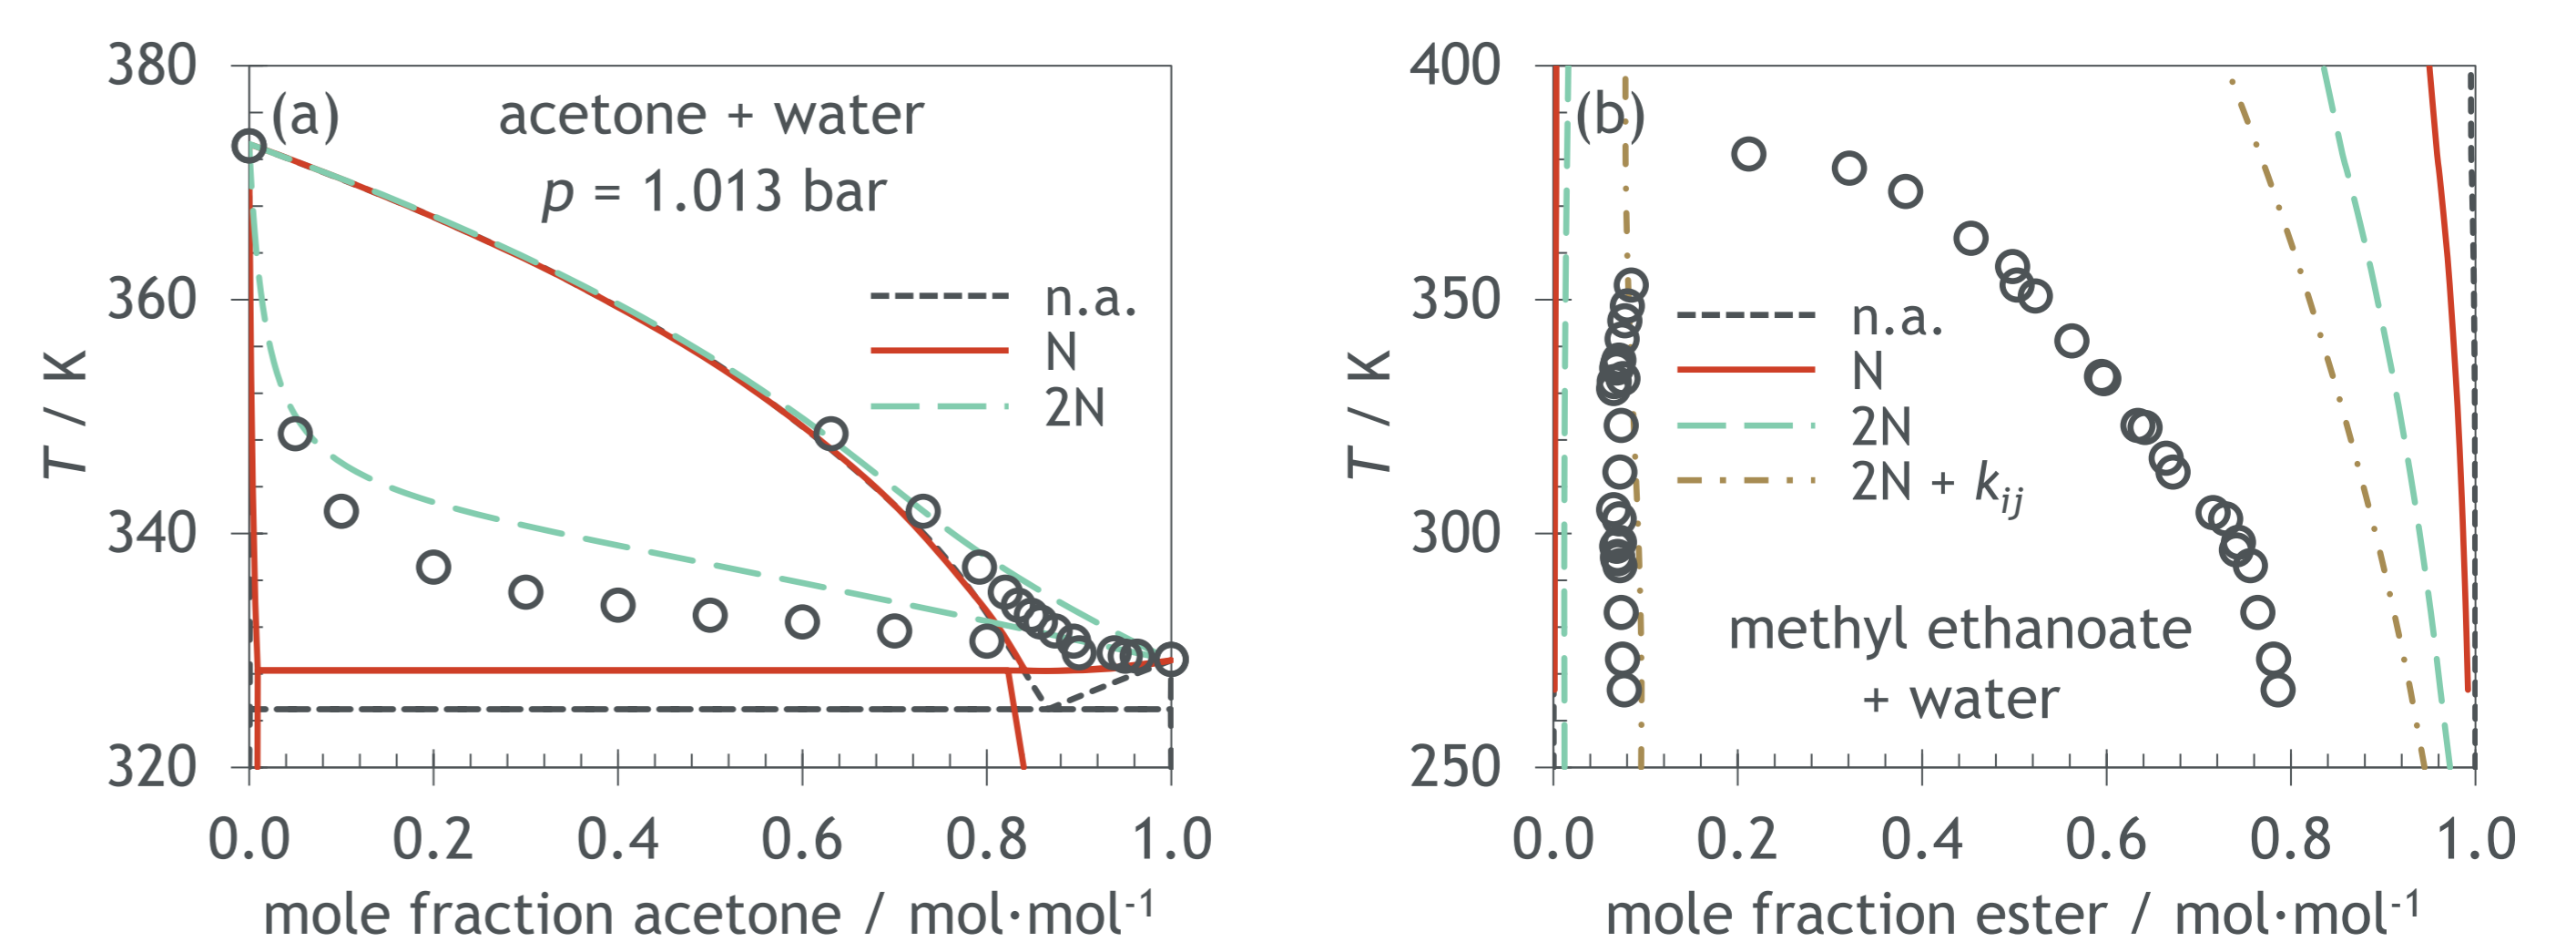 (a)
acetone + water
p = 1.013 bar
n.a.
N
2N
380
360
340
320
T / K
0.0 0.2 0.4 0.6 0.8 1.0
mole fraction acetone / mol·mol⁻¹
(b)
n.a.
N
2N
2N + kᵢⱼ
methyl ethanoate
+ water
400
350
300
250
T / K
0.0 0.2 0.4 0.6 0.8 1.0
mole fraction ester / mol·mol⁻¹